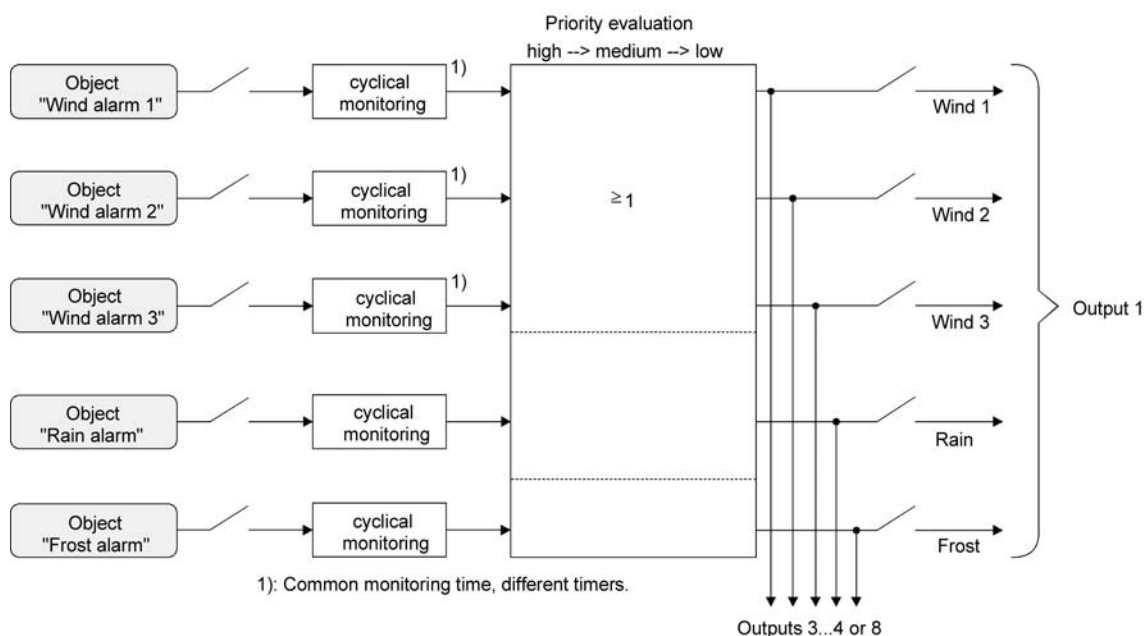 Priority evaluation
high --> medium --> low
Object
"Wind alarm 1"
cyclical
monitoring
1)
Wind 1
Object
"Wind alarm 2"
cyclical
monitoring
1)
≥1
Wind 2
Object
"Wind alarm 3"
cyclical
monitoring
1)
Wind 3
Output 1
Object
"Rain alarm"
cyclical
monitoring
Rain
Object
"Frost alarm"
cyclical
monitoring
Frost
1): Common monitoring time, different timers.
Outputs 3...4 or 8